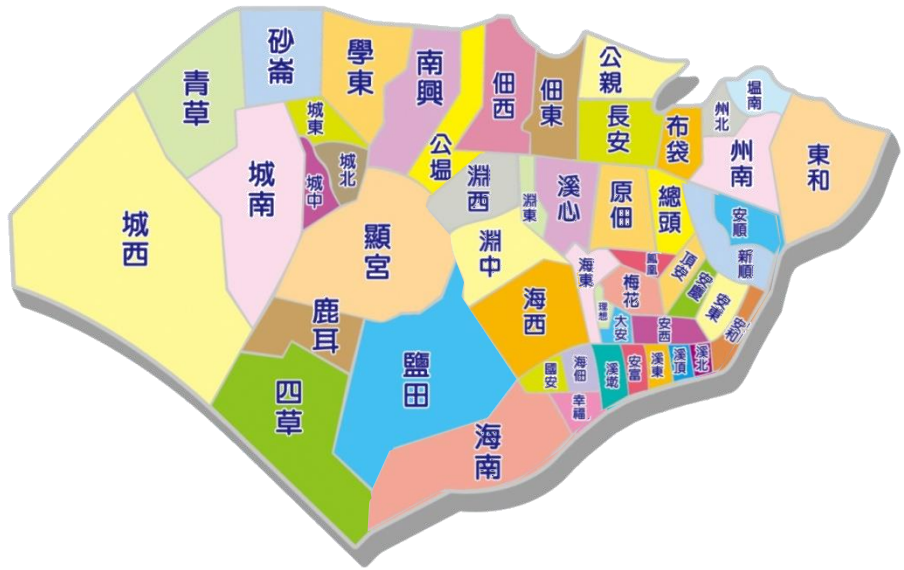 砂崙
學東
南興
公塭
佃西
佃東
公親
塭南
青草
城東
長安
布袋
州北
州南
東和
城西
城南
城中
城北
淵西
淵東
溪心
原佃
總頭
安順
新順
顯宮
淵中
海東
鳳凰
頂安
安慶
安東
安和
梅花
理想
大安
安西
鹿耳
海西
四草
鹽田
國安
海佃
溪墘
安富
溪東
溪頂
溪北
幸福
海南